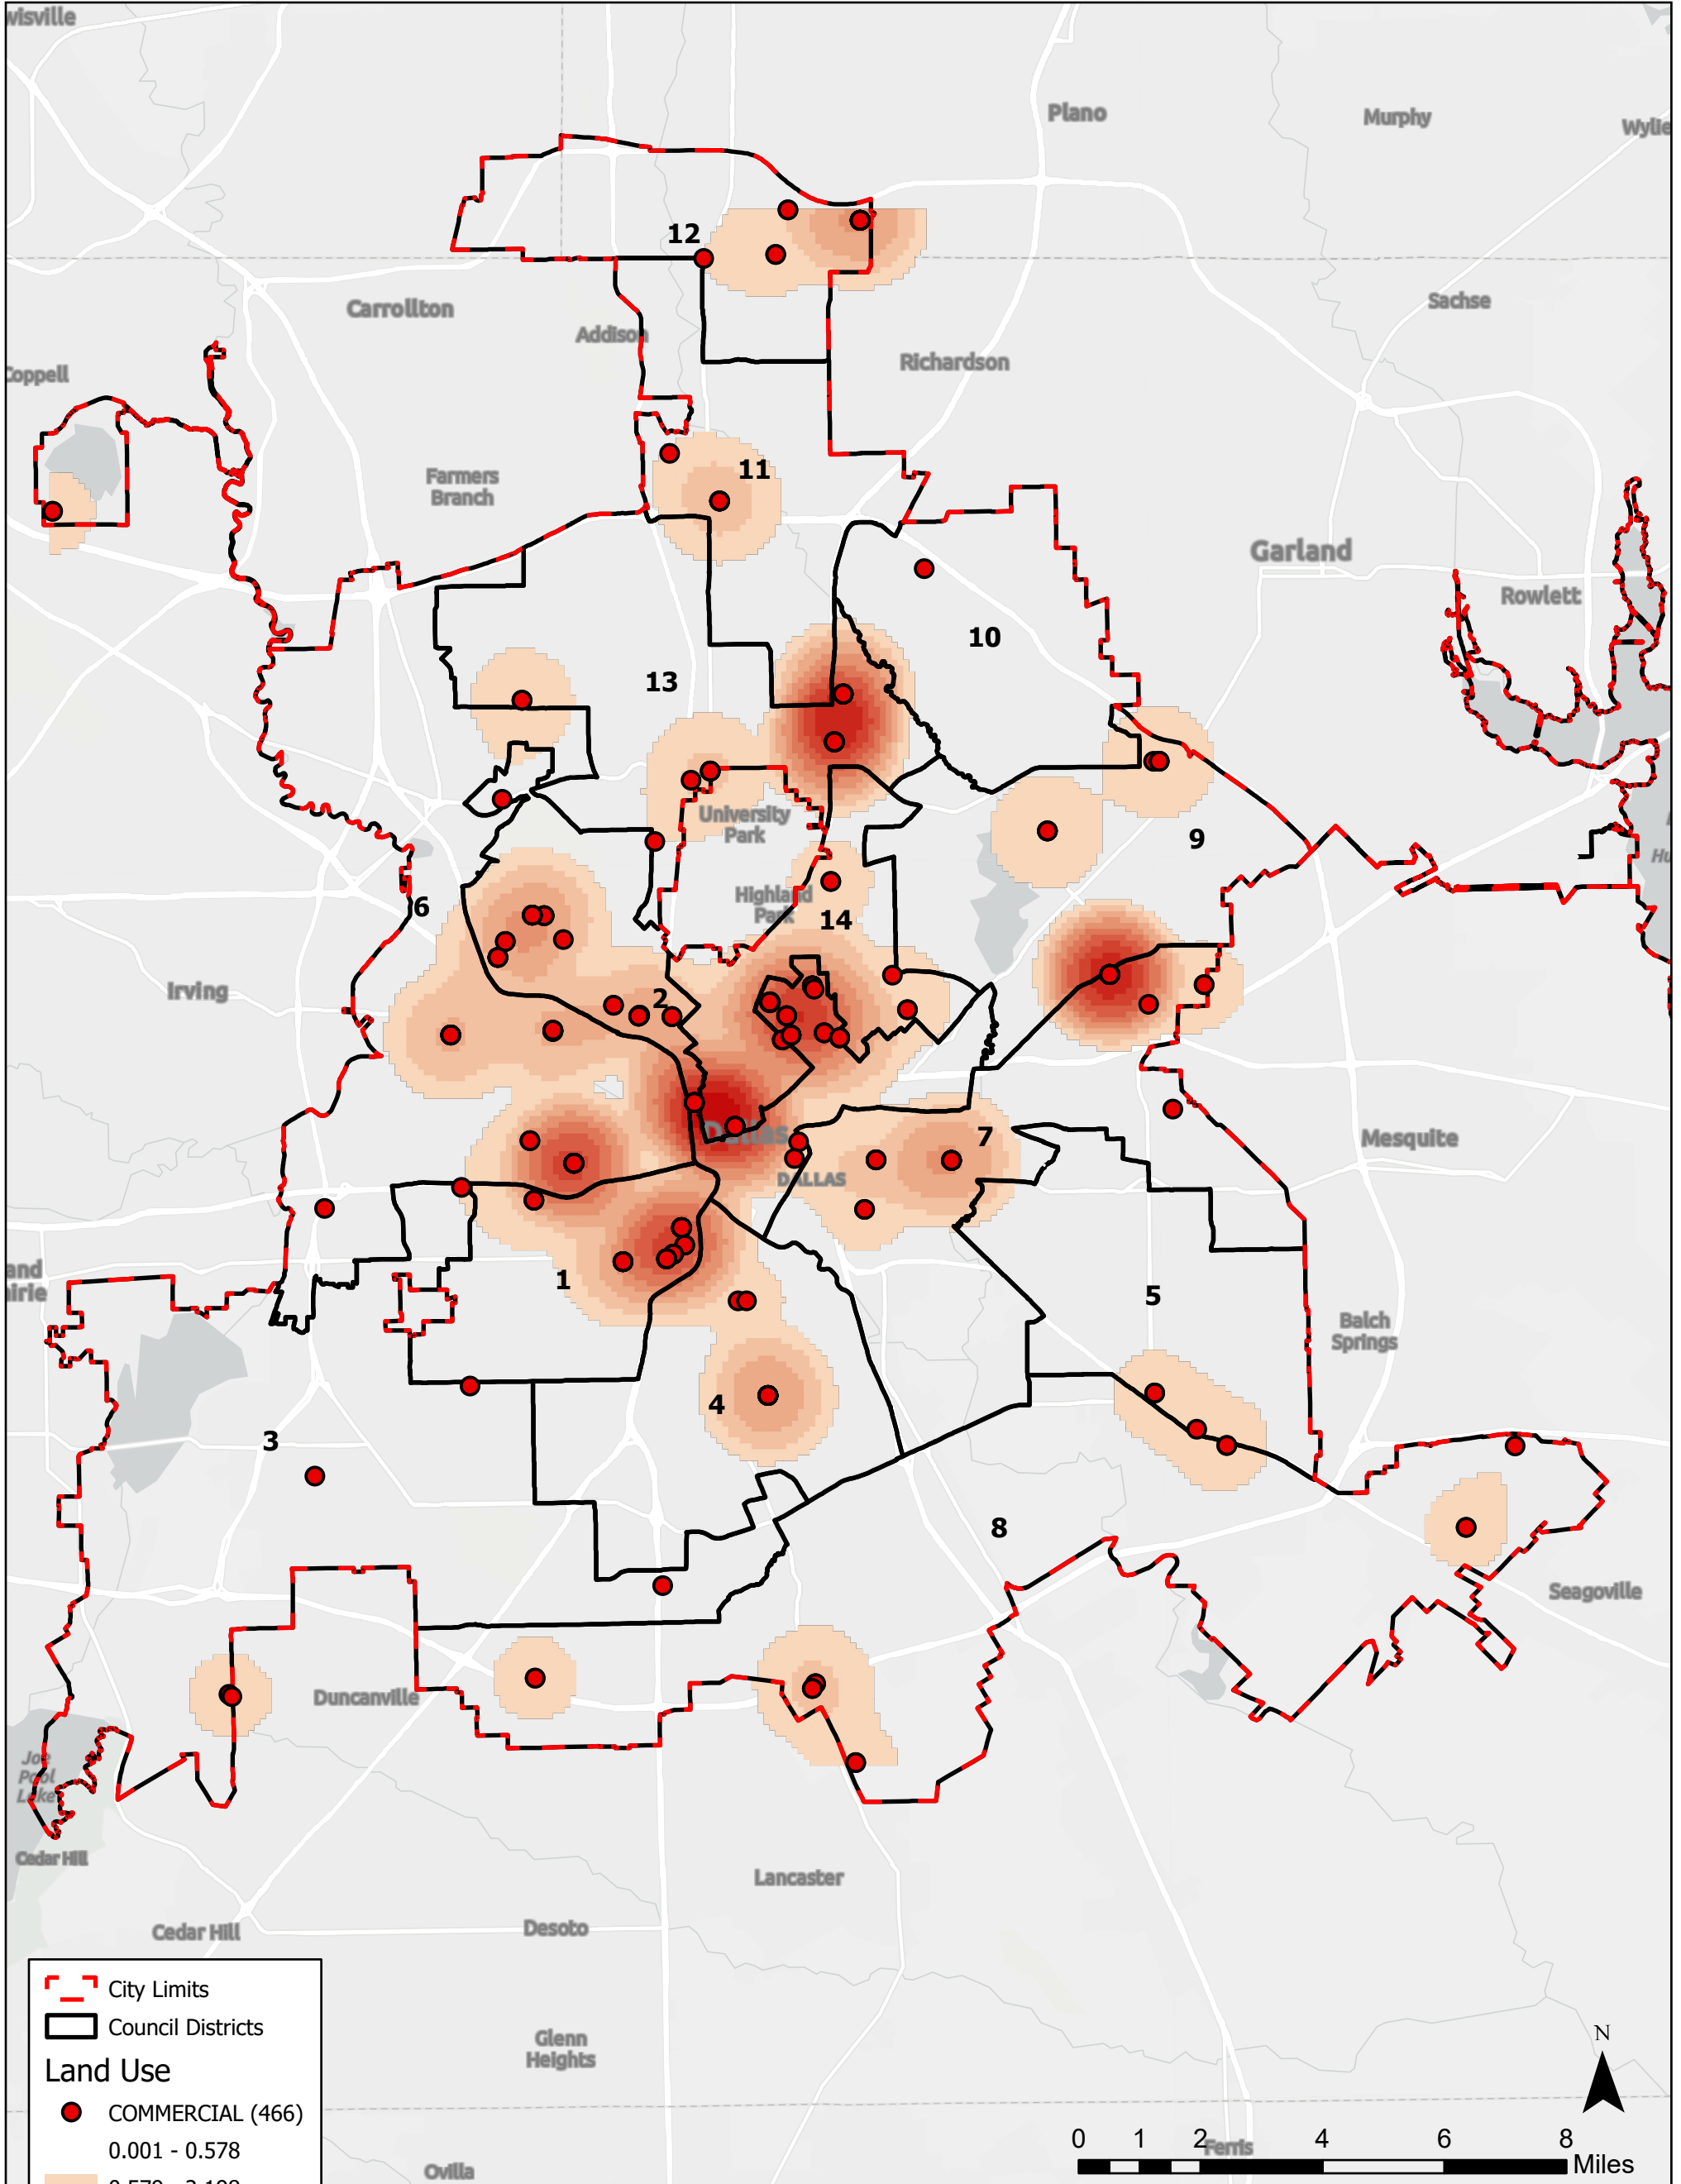 Plano
Murphy
12
Carrollton
Addison
Sachse
Richardson
Coppell
Farmers
Branch
11
Garland
Rowlett
10
13
University
Park
9
6
Highland
Park
14
Irving
2
Dallas
7
Mesquite
DALLAS
1
5
Balch
Springs
4
3
8
Seagoville
Duncanville
Joe
Pool
Lake
Cedar Hill
Lancaster
Cedar Hill
Desoto
Glenn
Heights
Ovilla
Ferris
City Limits
Council Districts
Land Use
COMMERCIAL (466)
0.001 - 0.578
N
0 1 2 4 6 8
Miles